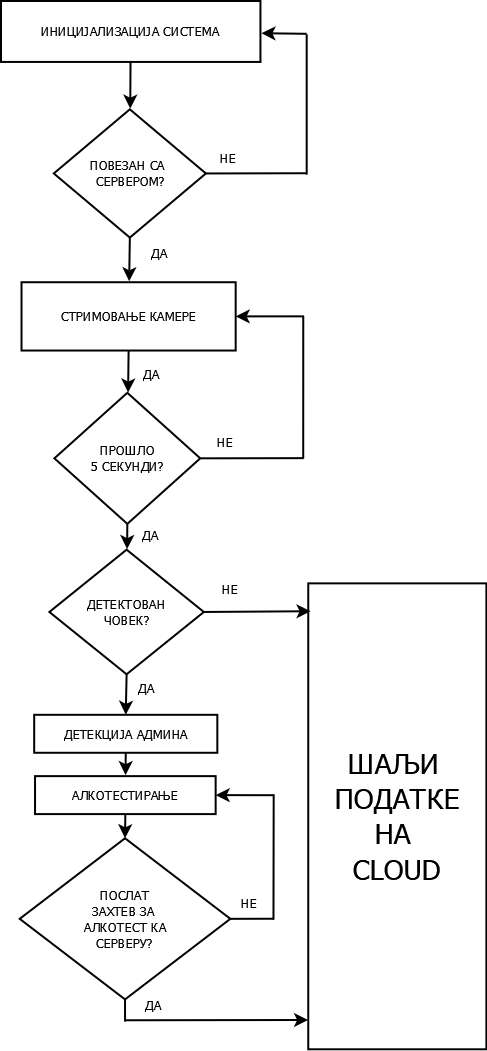 ИНИЦИЈАЛИЗАЦИЈА СИСТЕМА
ПОВЕЗАН СА
СЕРВЕРОМ?
НЕ
ДА
СТРИМОВАЊЕ КАМЕРЕ
ДА
ПРОШЛО
5 СЕКУНДИ?
НЕ
ДА
ДЕТЕКТОВАН
ЧОВЕК?
НЕ
ДА
ДЕТЕКЦИЈА АДМИНА
АЛКОТЕСТИРАЊЕ
ПОСЛАТ
ЗАХТЕВ ЗА
АЛКОТЕСТ КА
СЕРВЕРУ?
НЕ
ДА
ШАЉИ
ПОДАТКЕ
НА
CLOUD